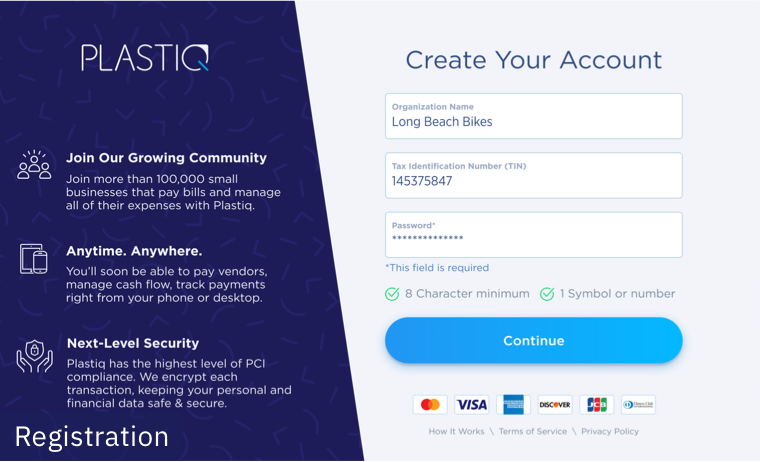 PLASTIQ
Join Our Growing Community
Join more than 100,000 small
businesses that pay bills and manage
all of their expenses with Plastiq.
Anytime. Anywhere.
You'll soon be able to pay vendors,
manage cash flow, track payments
right from your phone or desktop.
Next-Level Security
Plastiq has the highest level of PCI
compliance. We encrypt each
transaction, keeping your personal and
financial data safe & secure.
Registration
Create Your Account
Organization Name
Long Beach Bikes
Tax Identification Number (TIN)
145375847
Password*
**************
*This field is required
8 Character minimum 1 Symbol or number
Continue
VISA DISCOVER JCB Diners Club
How It Works \ Terms of Service \ Privacy Policy